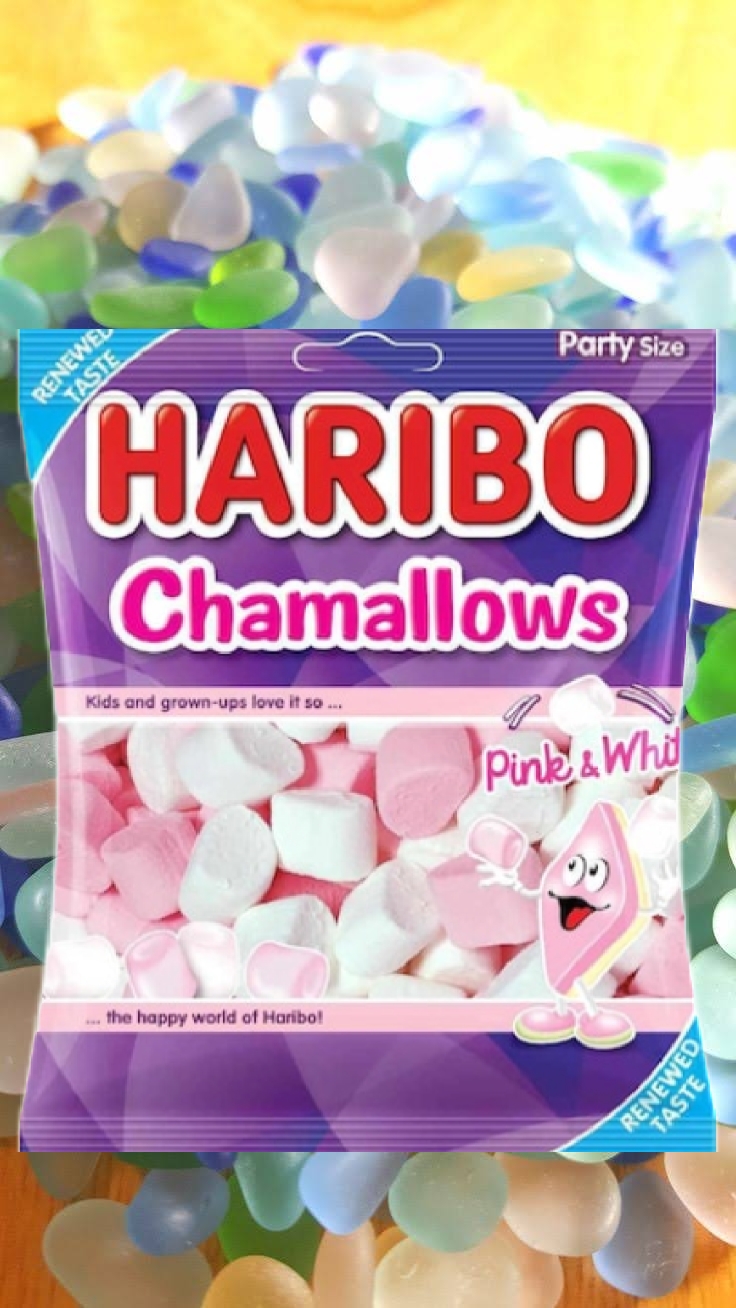 RENEWED
TASTE
Party Size
HARIBO
Chamallows
Kids and grown-ups love it so ...
Pink & Whit
... the happy world of Haribo!
RENEWED
TASTE